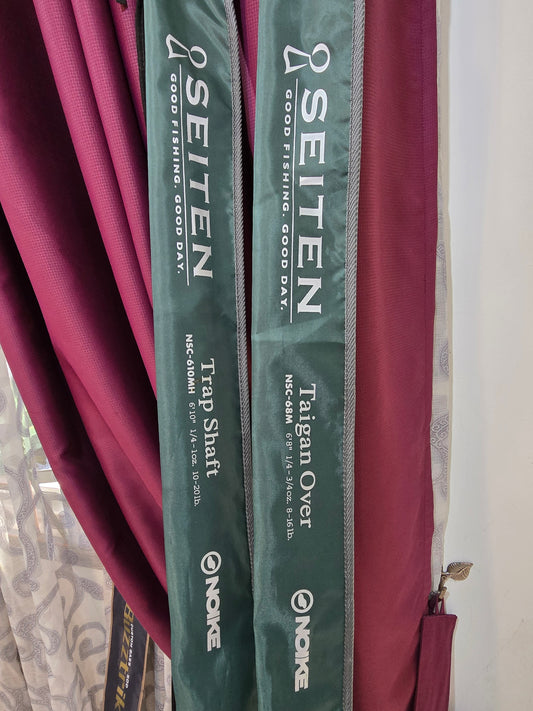 SEITEN
GOOD FISHING. GOOD DAY.
Trap Shaft
NSC-610MH 6'10" 1/4-1oz. 10-20lb.
NOIKE
SEITEN
GOOD FISHING. GOOD DAY.
Taigan Over
NSC-68M 6'8" 1/4-3/4oz. 8-16lb.
NOIKE